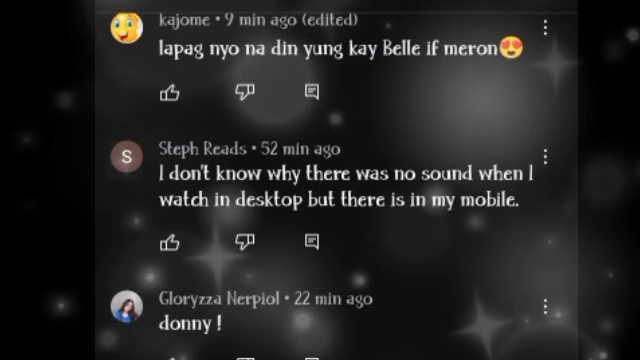 kajome • 9 min ago (edited)
lapag nyo na din yung kay Belle if meron😍
S
Steph Reads • 52 min ago
I don't know why there was no sound when I
watch in desktop but there is in my mobile.
Gloryzza Nerpiol • 22 min ago
donny !